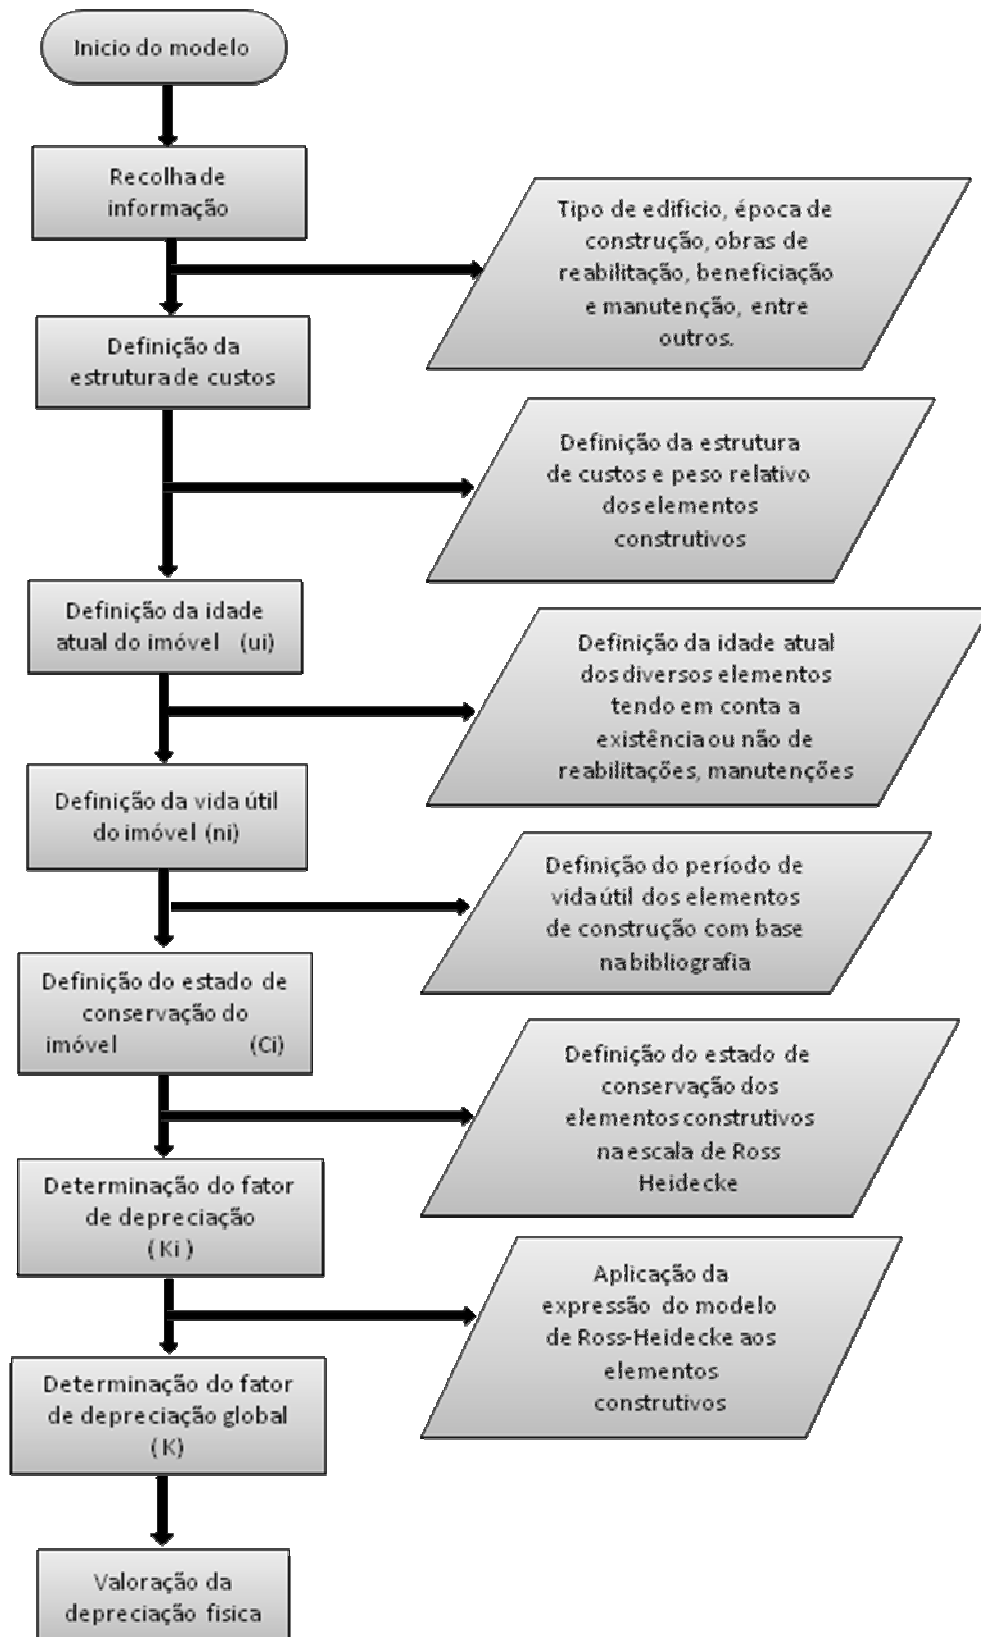 Inicio do modelo
Recolha de
informação
Tipo de edificio, época de
construção, obras de
reabilitação, beneficiação
e manutenção, entre
outros.
Definição da
estrutura de custos
Definição da estrutura
de custos e peso relativo
dos elementos
construtivos
Definição da idade
atual do imóvel (ui)
Definição da idade atual
dos diversos elementos
tendo em conta a
existência ou não de
reabilitações, manutenções
Definição da vida útil
do imóvel (ni)
Definição do período de
vida útil dos elementos
de construção com base
na bibliografia
Definição do estado de
conservação do
imóvel (Ci)
Definição do estado de
conservação dos
elementos construtivos
na escala de Ross
Heidecke
Determinação do fator
de depreciação
( Ki )
Aplicação da
expressão do modelo
de Ross-Heidecke aos
elementos
construtivos
Determinação do fator
de depreciação global
( K)
Valoração da
depreciação fisica